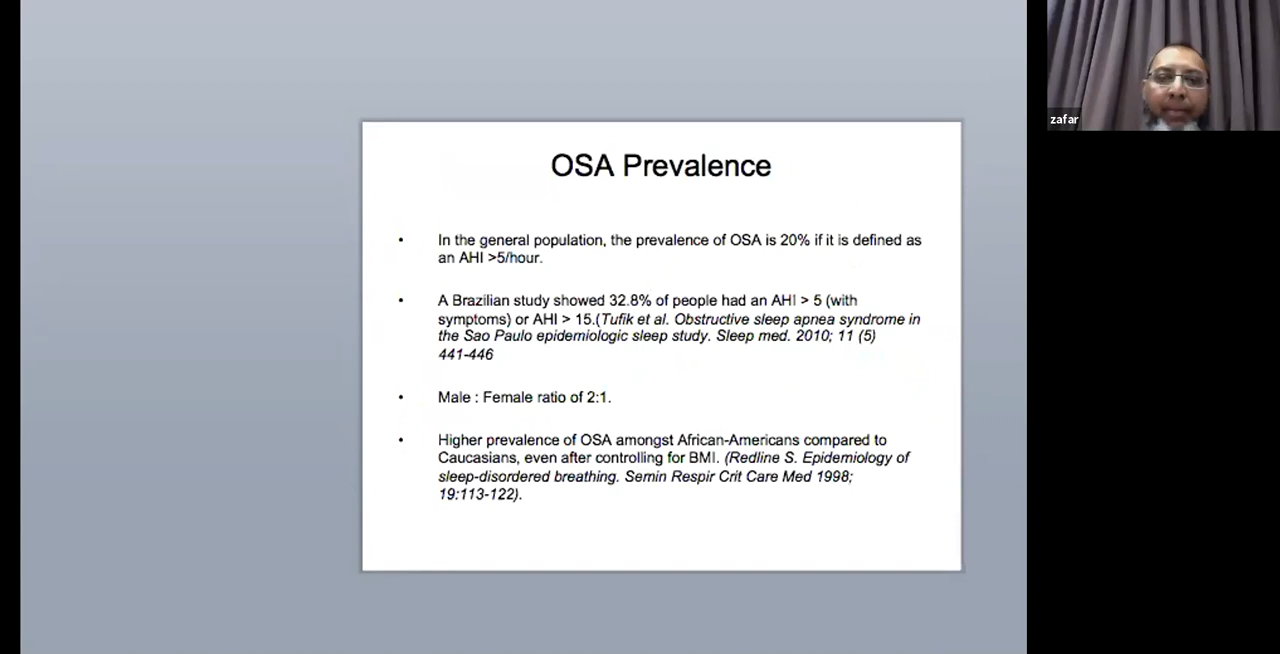 OSA Prevalence
• In the general population, the prevalence of OSA is 20% if it is defined as
an AHI >5/hour.
• A Brazilian study showed 32.8% of people had an AHI > 5 (with
symptoms) or AHI > 15.(Tufik et al. Obstructive sleep apnea syndrome in
the Sao Paulo epidemiologic sleep study. Sleep med. 2010; 11 (5)
441-446
• Male : Female ratio of 2:1.
• Higher prevalence of OSA amongst African-Americans compared to
Caucasians, even after controlling for BMI. (Redline S. Epidemiology of
sleep-disordered breathing. Semin Respir Crit Care Med 1998;
19:113-122).
zafar